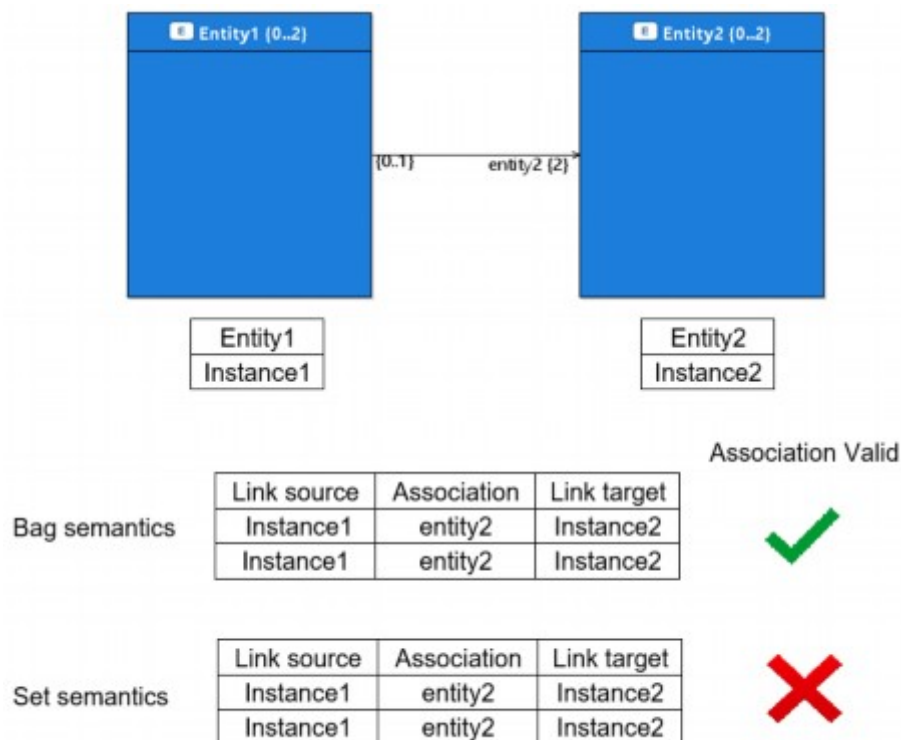 E Entity1 {0..2}
E Entity2 {0..2}
{0..1}
entity2 {2}
Entity1
Instance1
Entity2
Instance2
Association Valid
Bag semantics
Link source Association Link target
Instance1 entity2 Instance2
Instance1 entity2 Instance2
Set semantics
Link source Association Link target
Instance1 entity2 Instance2
Instance1 entity2 Instance2